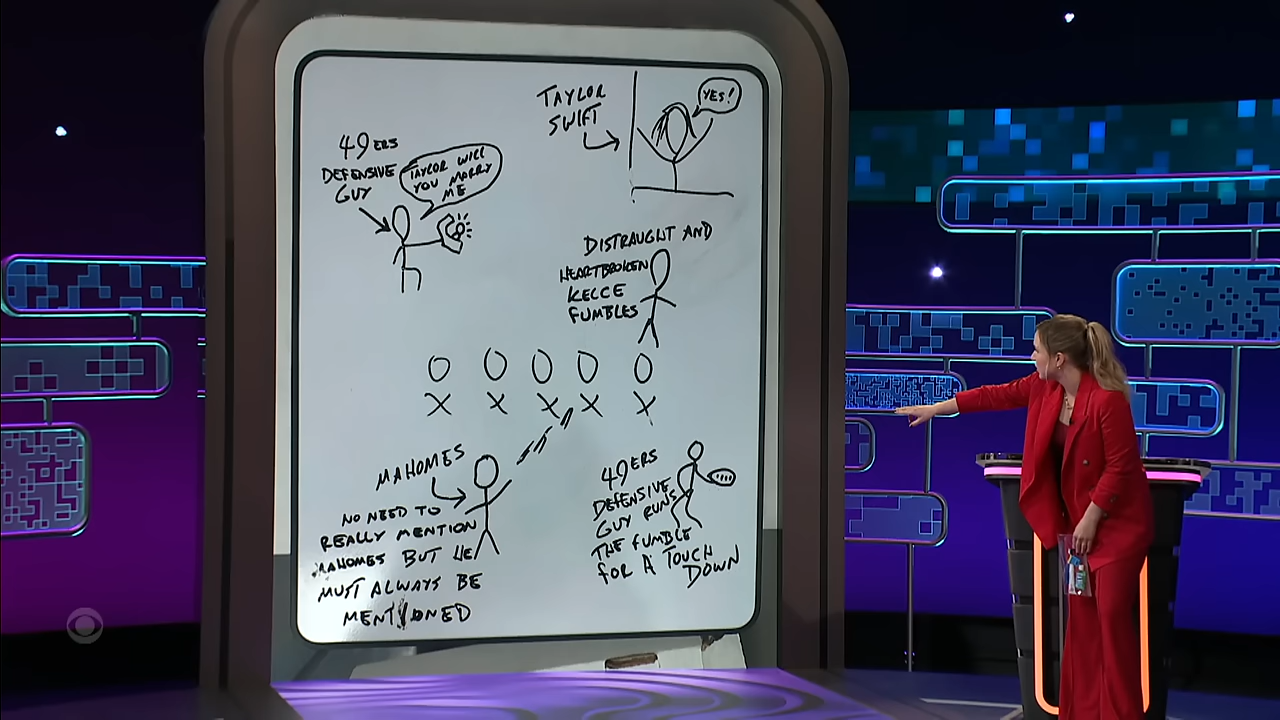 TAYLOR
SWIFT
YES!
49ERS
DEFENSIVE
GUY
TAYLOR WILL
YOU MARRY
ME
DISTRAUGHT AND
HEARTBROKEN
KELCE
FUMBLES
O O O O O
X X X X X
MAHOMES
NO NEED TO
REALLY MENTION
MAHOMES BUT HE
MUST ALWAYS BE
MENTIONED
49ERS
DEFENSIVE
GUY RUNS
THE FUMBLE
FOR A TOUCH
DOWN